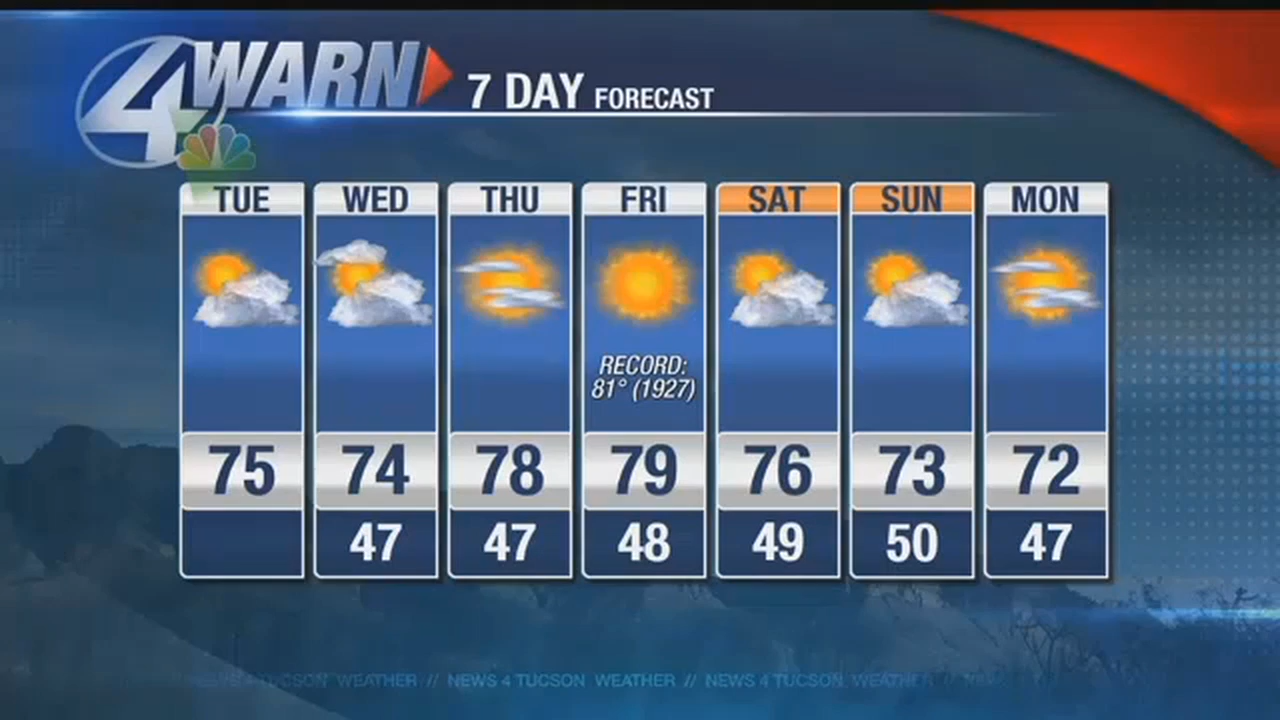 4WARN
7 DAY FORECAST
TUE WED THU FRI SAT SUN MON
RECORD:
81° (1927)
75 74 78 79 76 73 72
47 47 48 49 50 47
NEWS 4 TUCSON WEATHER // NEWS 4 TUCSON WEATHER // NEWS 4 TUCSON WEATHER //